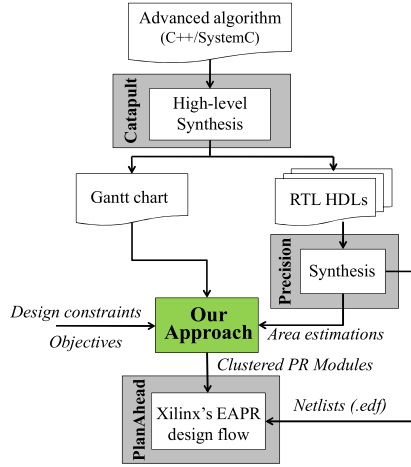 Advanced algorithm
(C++/SystemC)
Catapult
High-level
Synthesis
Gantt chart
RTL HDLs
Precision
Synthesis
Design constraints
Objectives
Our
Approach
Area estimations
Clustered PR Modules
PlanAhead
Xilinx's EAPR
design flow
Netlists (.edf)